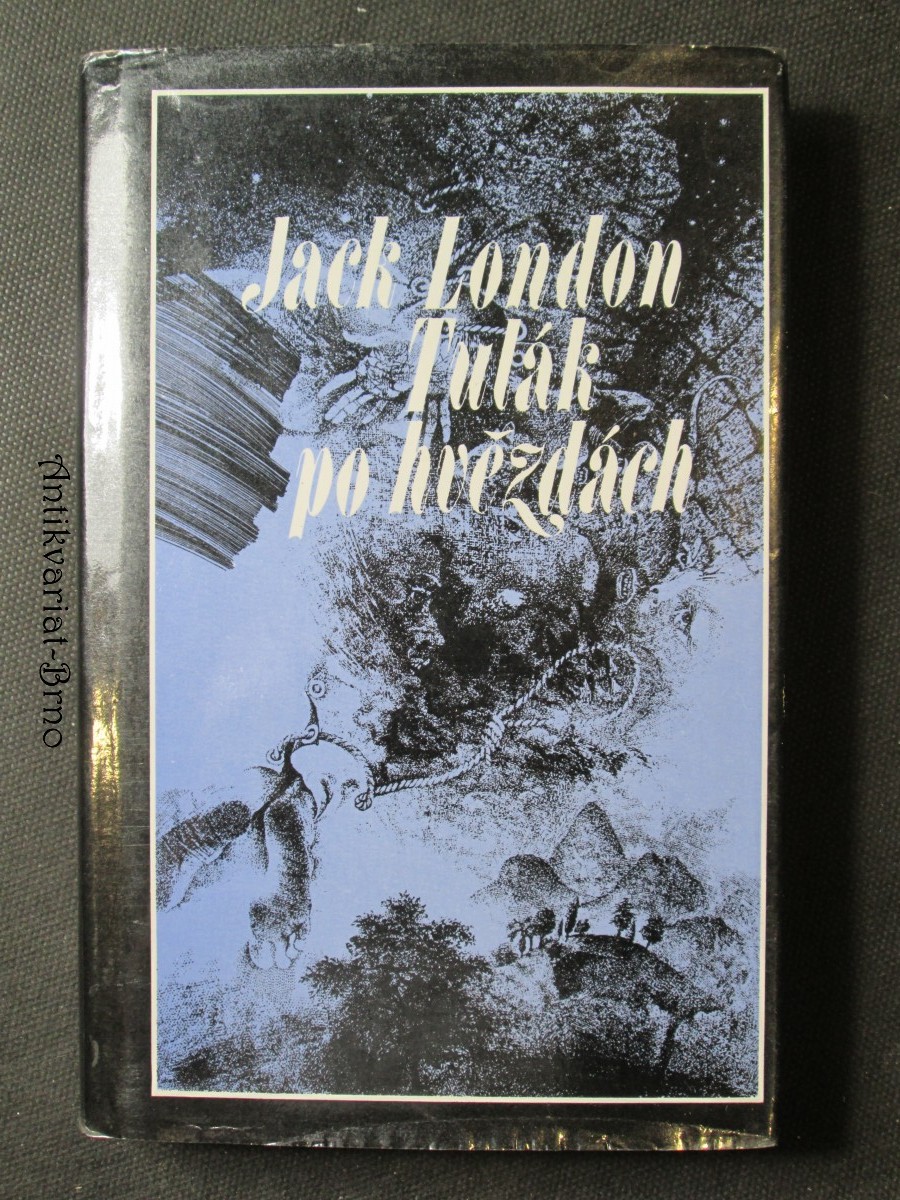 Jack London
Tulák
po hvězdách
Antikvariat-Brno